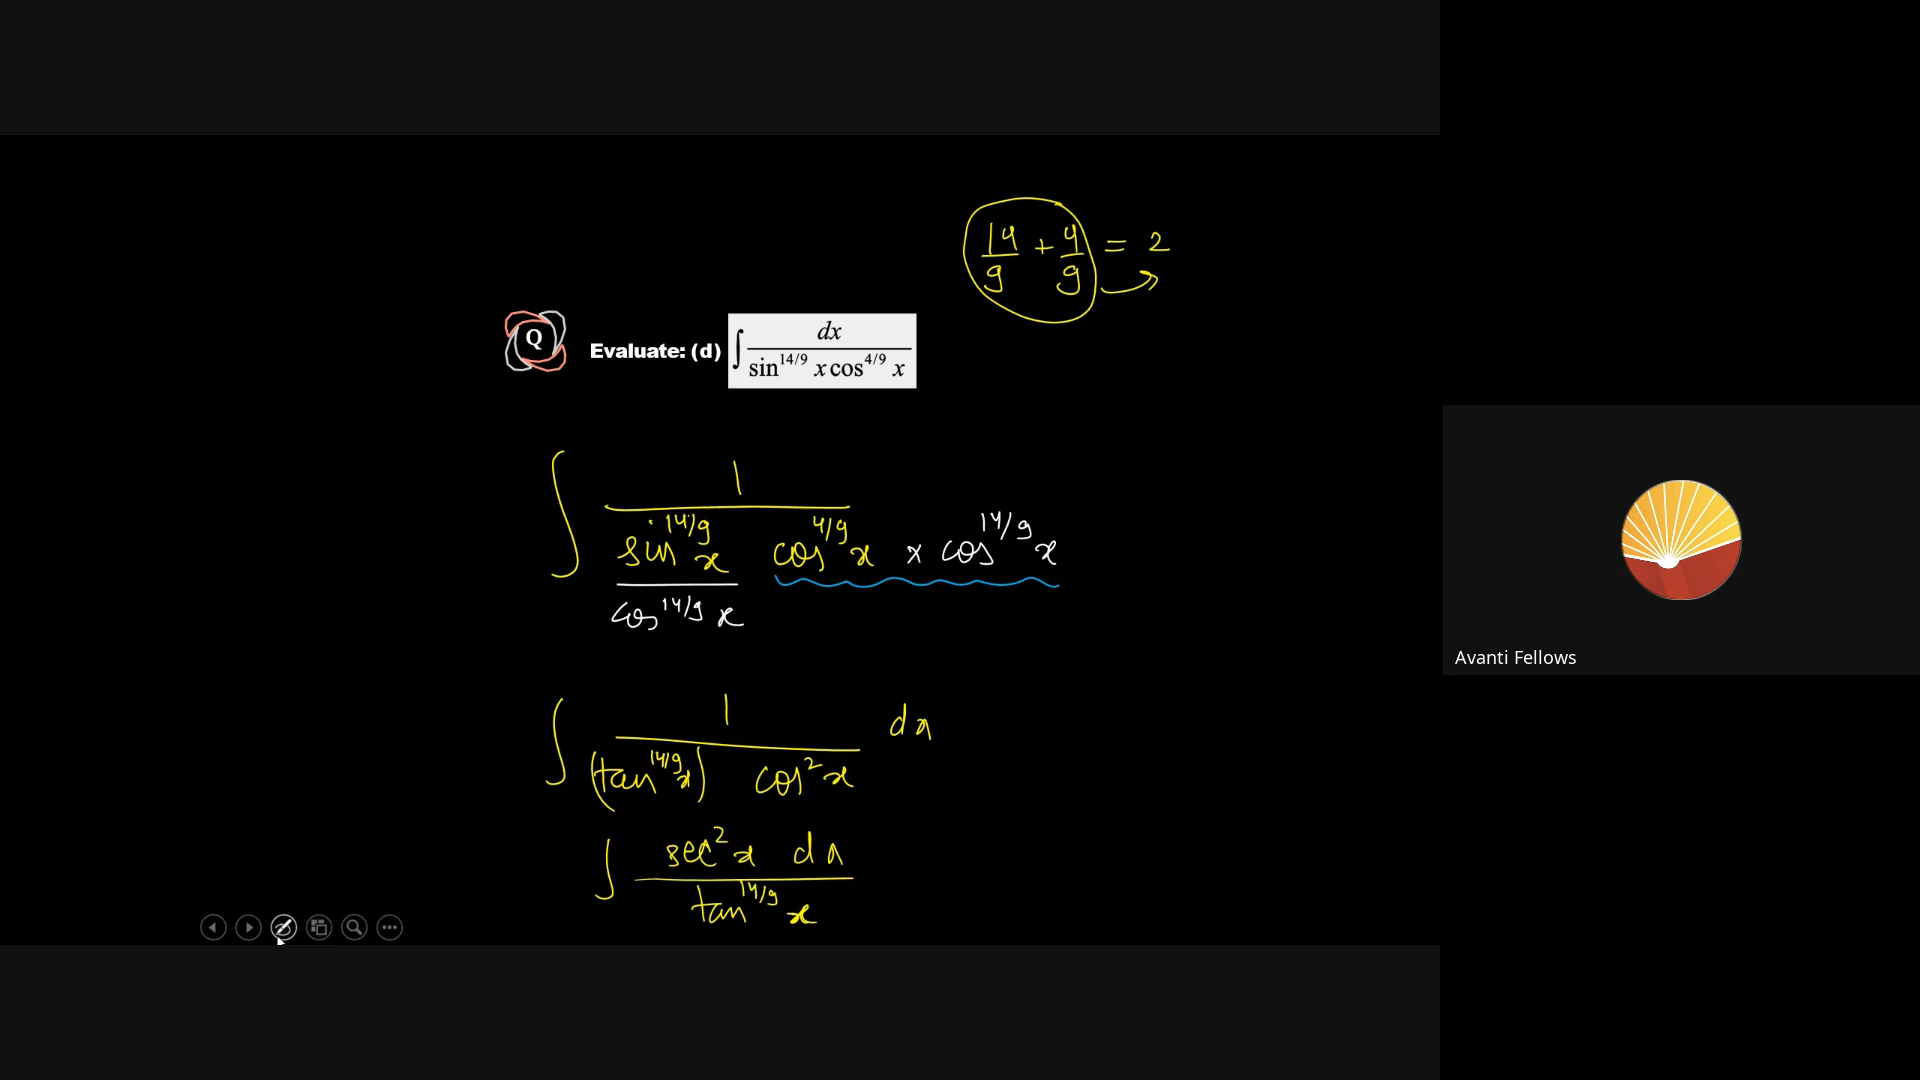 14/9 + 4/9 = 2
Q Evaluate: (d) ∫ dx / sin^14/9 x cos^4/9 x
∫ 1 / (sin^14/9 x / cos^14/9 x) cos^4/9 x × cos^14/9 x
∫ 1 / (tan^14/9 x) cos^2 x dx
∫ sec^2 x dx / tan^14/9 x
Avanti Fellows